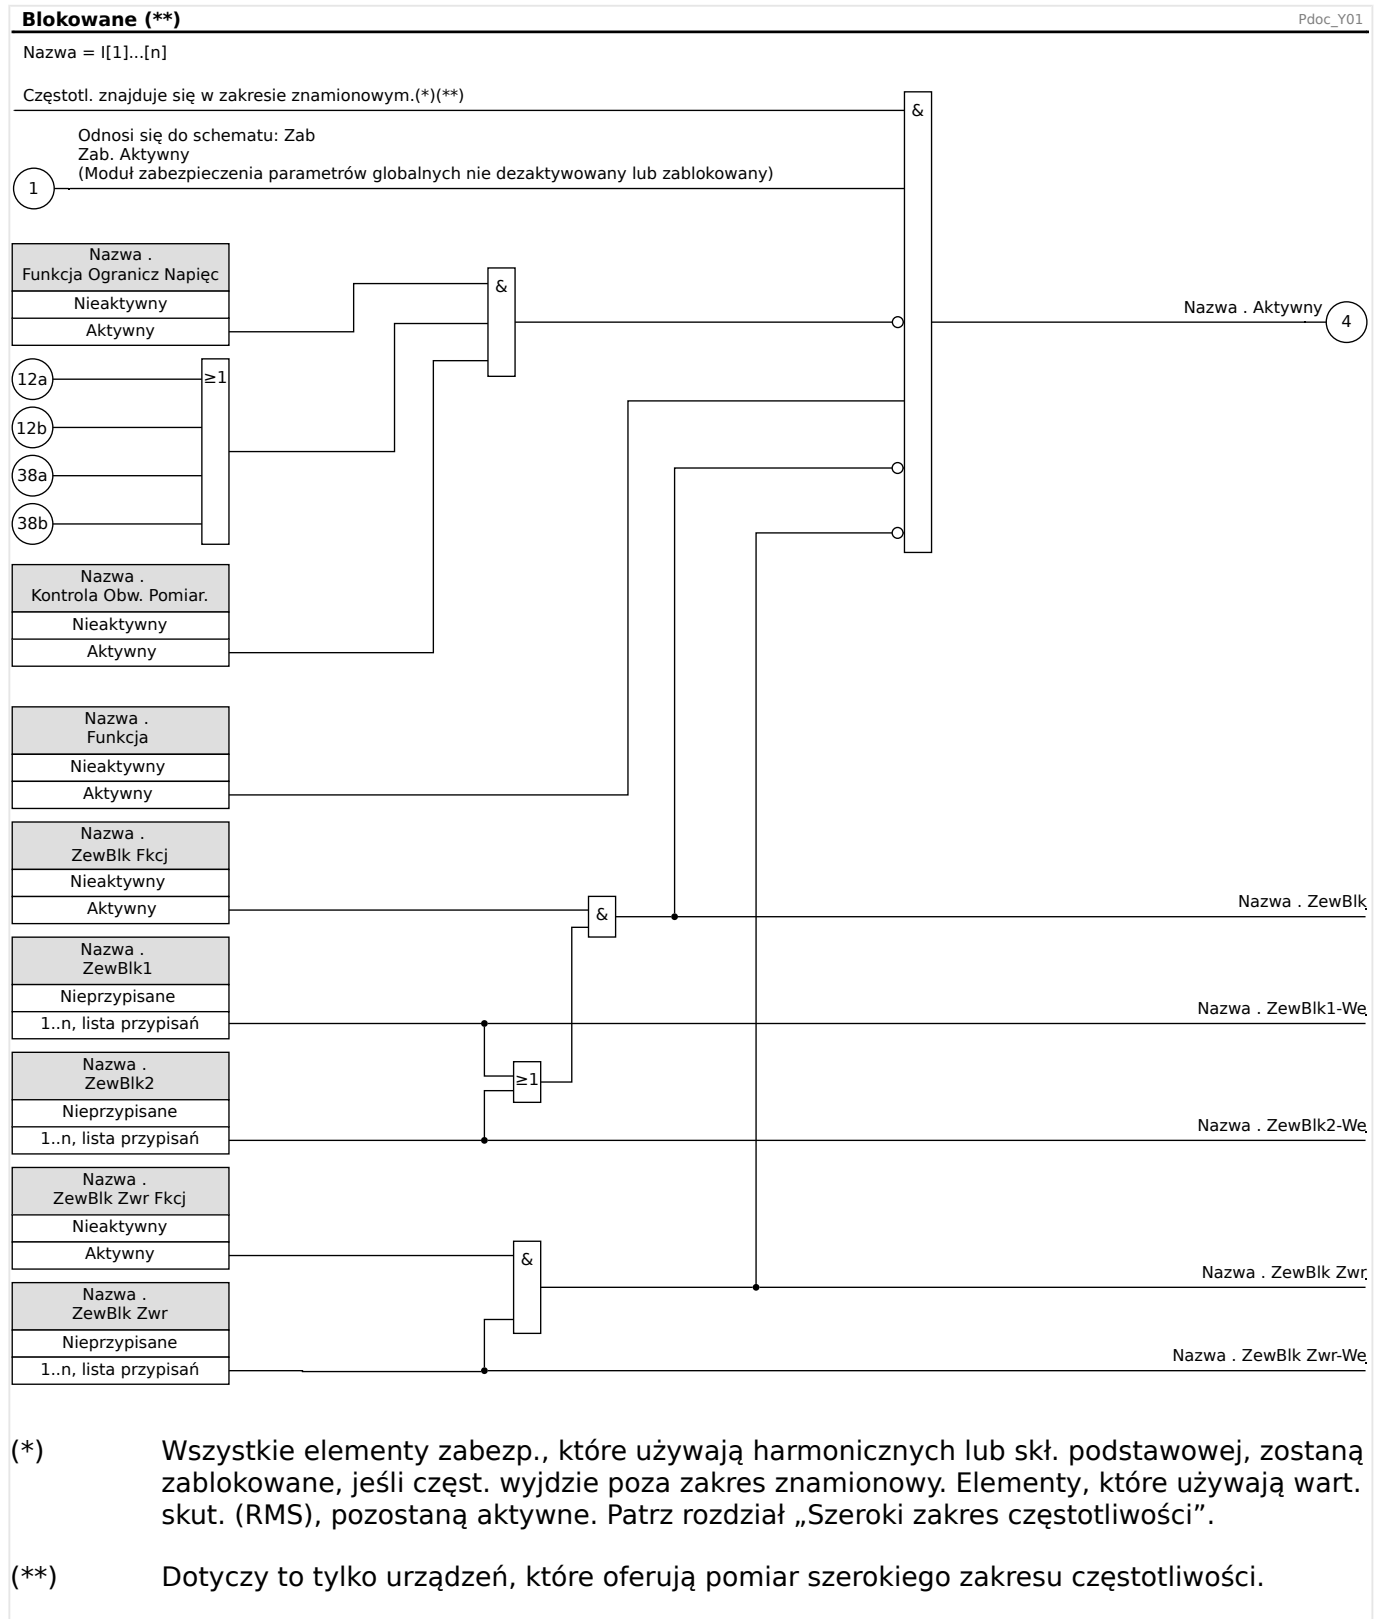 Blokowane (**)
Pdoc_Y01
Nazwa = I[1]...[n]
Częstotl. znajduje się w zakresie znamionowym.(*)(**)
&
Odnosi się do schematu: Zab
Zab. Aktywny
(Moduł zabezpieczenia parametrów globalnych nie dezaktywowany lub zablokowany)
1
Nazwa .
Funkcja Ogranicz Napięc
Nieaktywny
Aktywny
&
Nazwa . Aktywny
4
12a
≥1
12b
38a
38b
Nazwa .
Kontrola Obw. Pomiar.
Nieaktywny
Aktywny
Nazwa .
Funkcja
Nieaktywny
Aktywny
Nazwa .
ZewBlk Fkcj
Nieaktywny
Aktywny
&
Nazwa . ZewBlk
Nazwa .
ZewBlk1
Nieprzypisane
1..n, lista przypisań
Nazwa . ZewBlk1-We
≥1
Nazwa .
ZewBlk2
Nieprzypisane
1..n, lista przypisań
Nazwa . ZewBlk2-We
Nazwa .
ZewBlk Zwr Fkcj
Nieaktywny
Aktywny
&
Nazwa . ZewBlk Zwr
Nazwa .
ZewBlk Zwr
Nieprzypisane
1..n, lista przypisań
Nazwa . ZewBlk Zwr-We
(*) Wszystkie elementy zabezp., które używają harmonicznych lub skł. podstawowej, zostaną
zablokowane, jeśli częst. wyjdzie poza zakres znamionowy. Elementy, które używają wart.
skut. (RMS), pozostaną aktywne. Patrz rozdział „Szeroki zakres częstotliwości”.
(**) Dotyczy to tylko urządzeń, które oferują pomiar szerokiego zakresu częstotliwości.